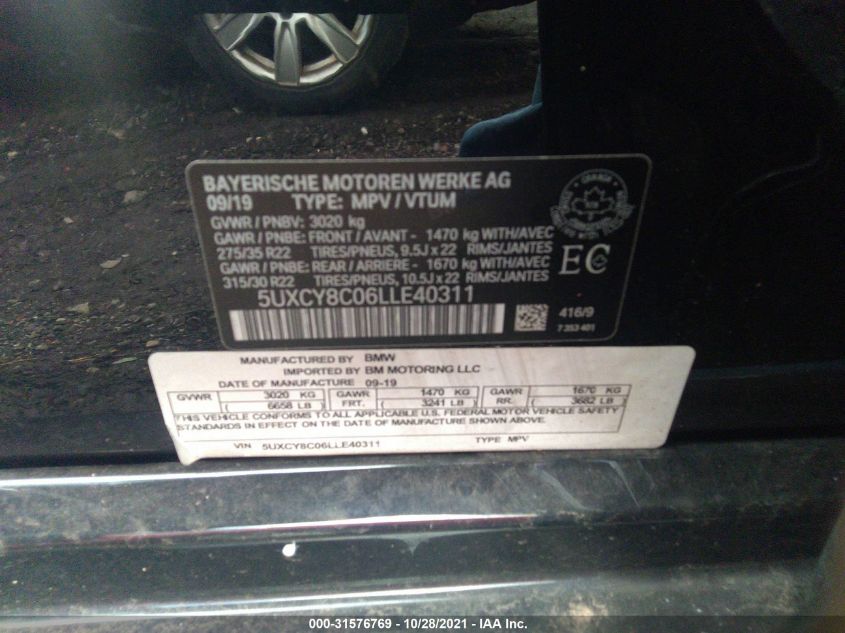 BAYERISCHE MOTOREN WERKE AG
09/19 TYPE: MPV / VTUM
GVWR / PNBV: 3020 kg
GAWR / PNBE: FRONT / AVANT - 1470 kg WITH/AVEC
275/35 R22 TIRES/PNEUS, 9.5J x 22 RIMS/JANTES
GAWR / PNBE: REAR / ARRIERE - 1670 kg WITH/AVEC
315/30 R22 TIRES/PNEUS, 10.5J x 22 RIMS/JANTES
5UXCY8C06LLE40311
EC
416/9
7 353 401
MANUFACTURED BY BMW
IMPORTED BY BM MOTORING LLC
DATE OF MANUFACTURE 09-19
GVWR 3020 KG GAWR 1470 KG GAWR 1670 KG
( 6658 LB ) FRT. ( 3241 LB ) RR. ( 3682 LB )
THIS VEHICLE CONFORMS TO ALL APPLICABLE U.S. FEDERAL MOTOR VEHICLE SAFETY
STANDARDS IN EFFECT ON THE DATE OF MANUFACTURE SHOWN ABOVE.
VIN 5UXCY8C06LLE40311 TYPE MPV
000-31576769 - 10/28/2021 - IAA Inc.